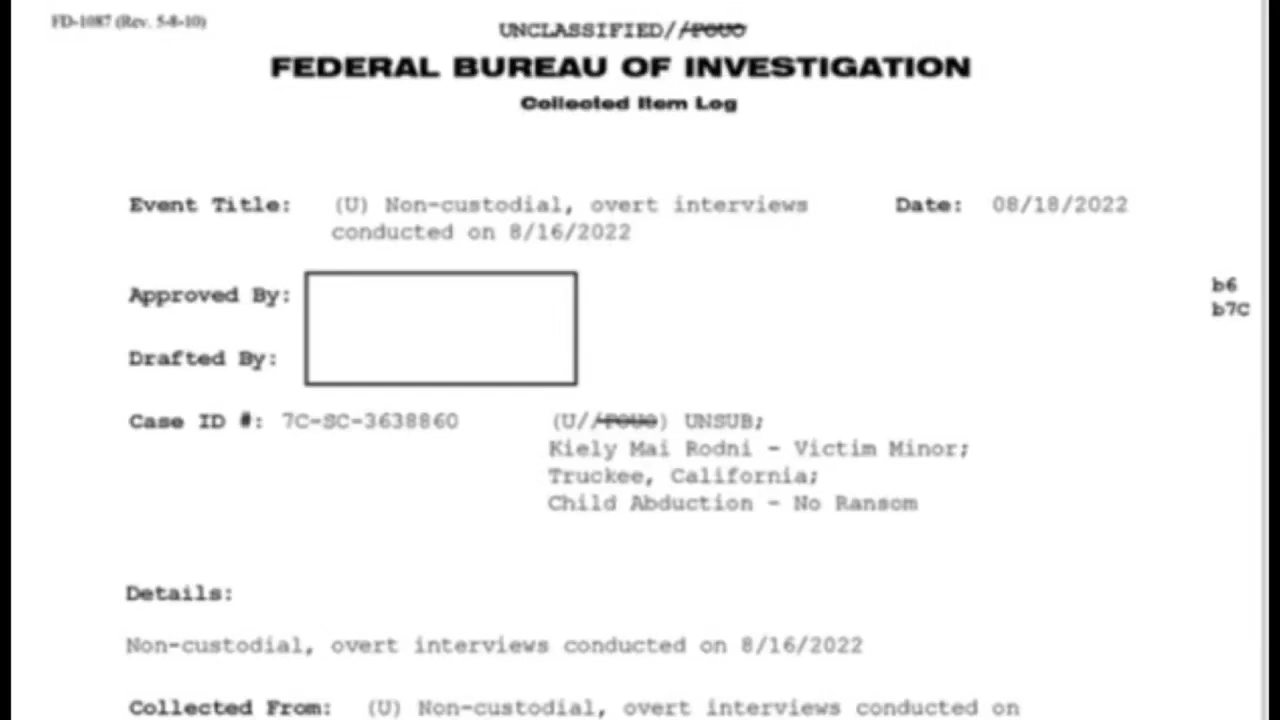 FD-1087 (Rev. 5-8-10)
UNCLASSIFIED//FOUO
FEDERAL BUREAU OF INVESTIGATION
Collected Item Log
Event Title: (U) Non-custodial, overt interviews Date: 08/18/2022
conducted on 8/16/2022
Approved By:
b6
b7C
Drafted By:
Case ID #: 7C-SC-3638860 (U//FOUO) UNSUB;
Kiely Mai Rodni - Victim Minor;
Truckee, California;
Child Abduction - No Ransom
Details:
Non-custodial, overt interviews conducted on 8/16/2022
Collected From: (U) Non-custodial, overt interviews conducted on